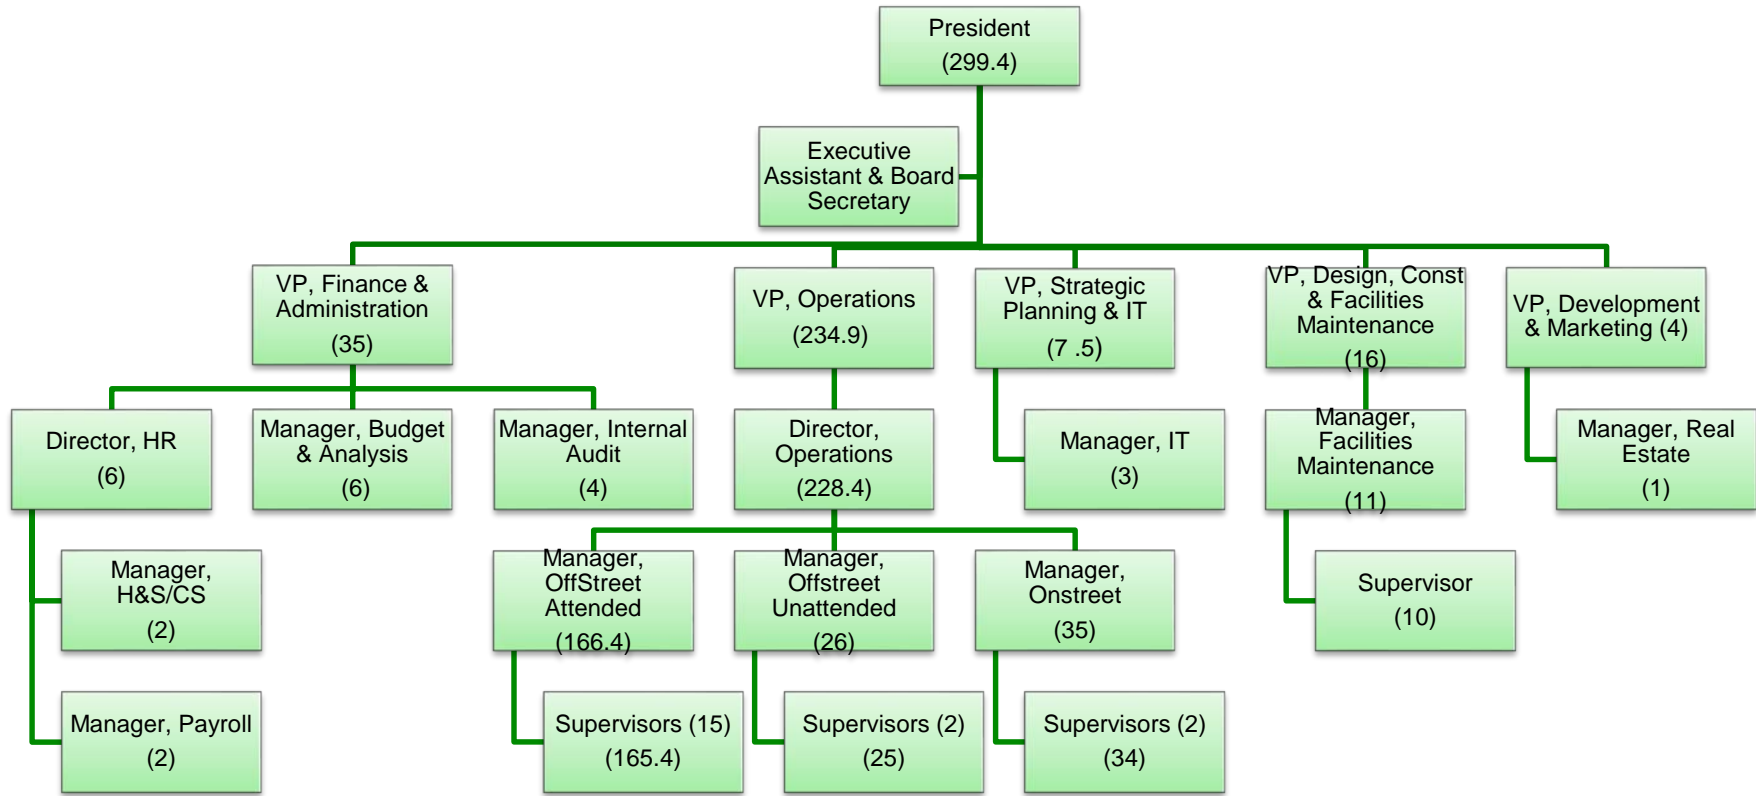 President
(299.4)
Executive
Assistant & Board
Secretary
VP, Finance &
Administration
(35)
VP, Operations
(234.9)
VP, Strategic
Planning & IT
(7 .5)
VP, Design, Const
& Facilities
Maintenance
(16)
VP, Development
& Marketing (4)
Director, HR
(6)
Manager, Budget
& Analysis
(6)
Manager, Internal
Audit
(4)
Director,
Operations
(228.4)
Manager, IT
(3)
Manager,
Facilities
Maintenance
(11)
Manager, Real
Estate
(1)
Manager,
H&S/CS
(2)
Manager,
OffStreet
Attended
(166.4)
Manager,
Offstreet
Unattended
(26)
Manager,
Onstreet
(35)
Supervisor
(10)
Manager, Payroll
(2)
Supervisors (15)
(165.4)
Supervisors (2)
(25)
Supervisors (2)
(34)